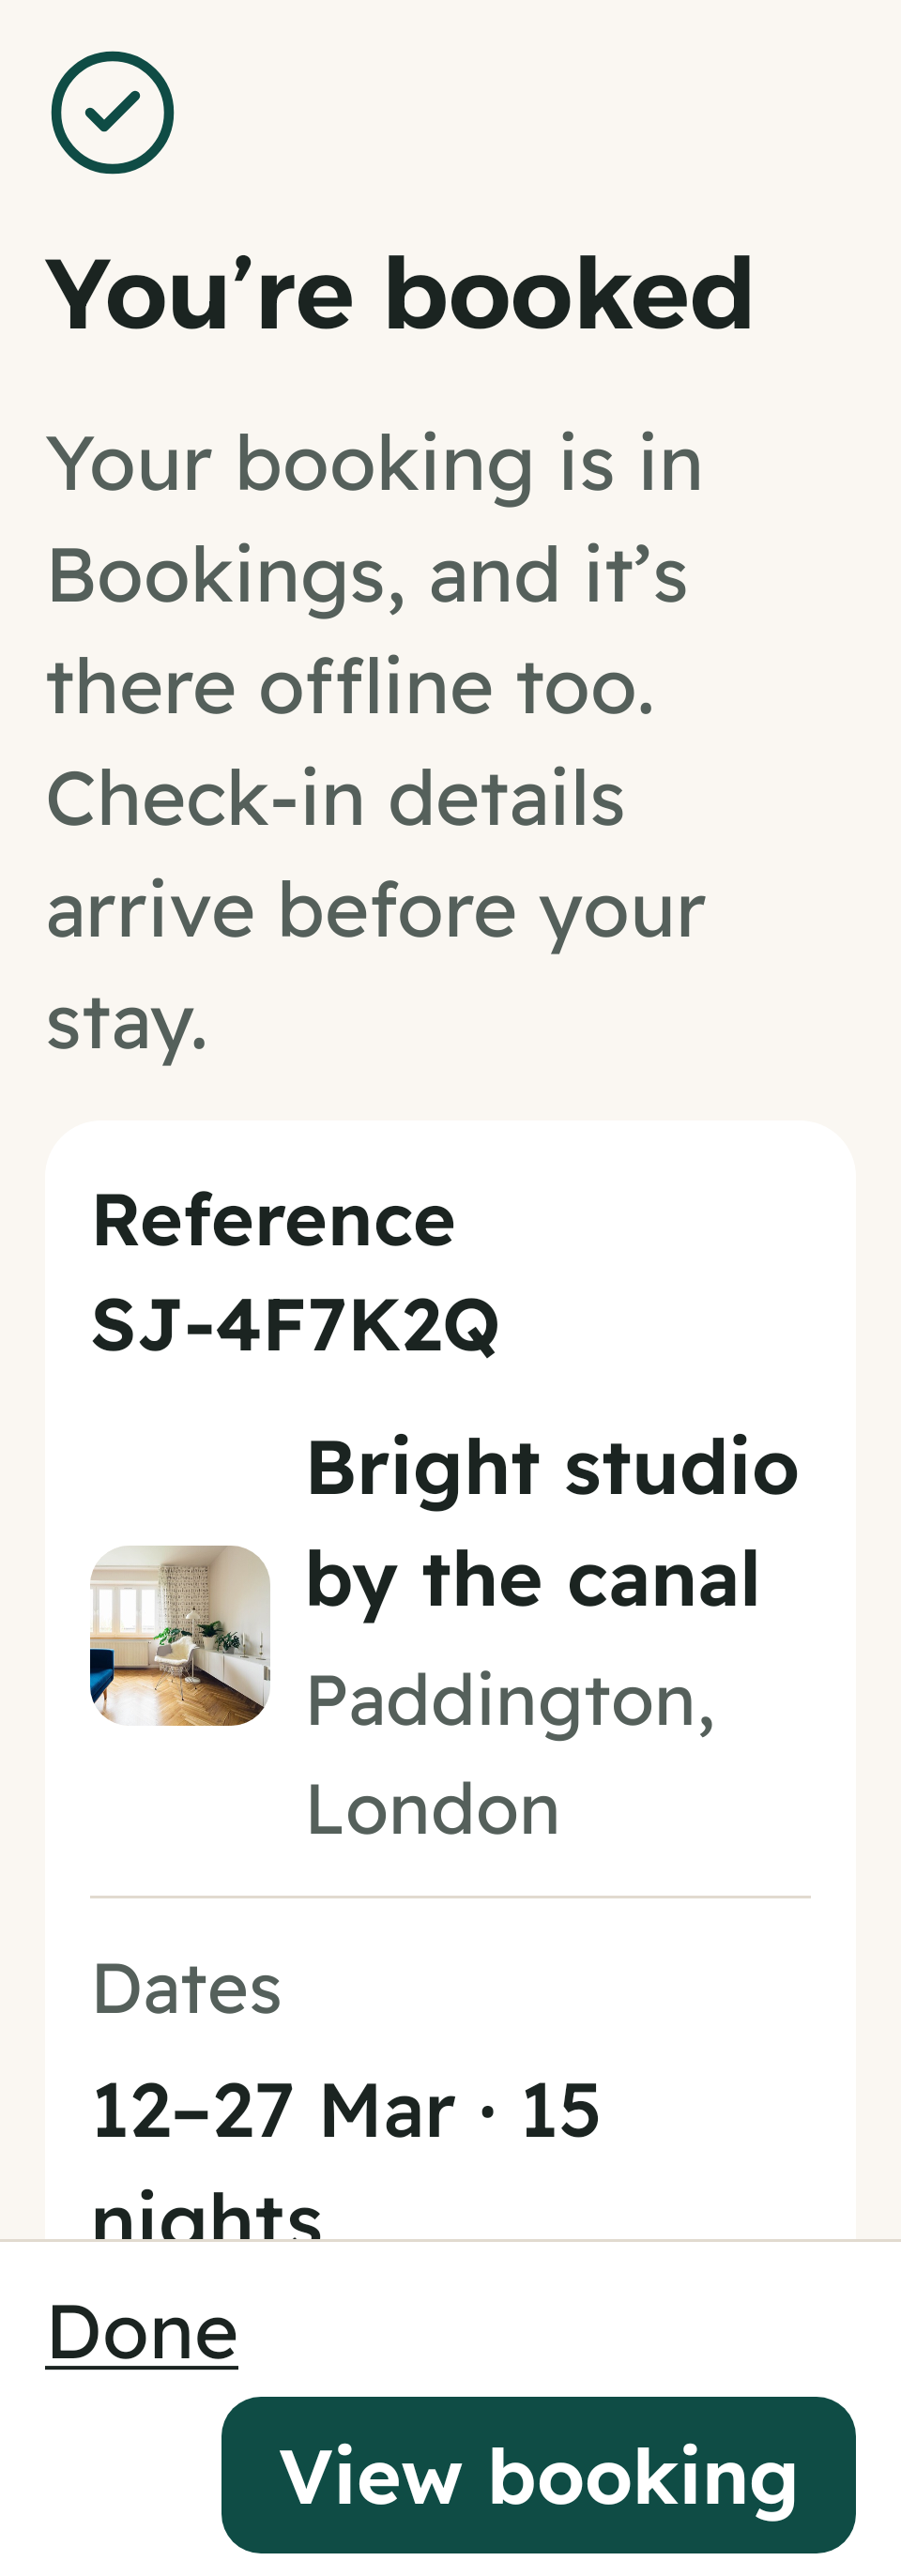 You’re booked
Your booking is in
Bookings, and it’s
there offline too.
Check-in details
arrive before your
stay.
Reference
SJ-4F7K2Q
Bright studio
by the canal
Paddington,
London
Dates
12–27 Mar · 15
nights
Done
View booking